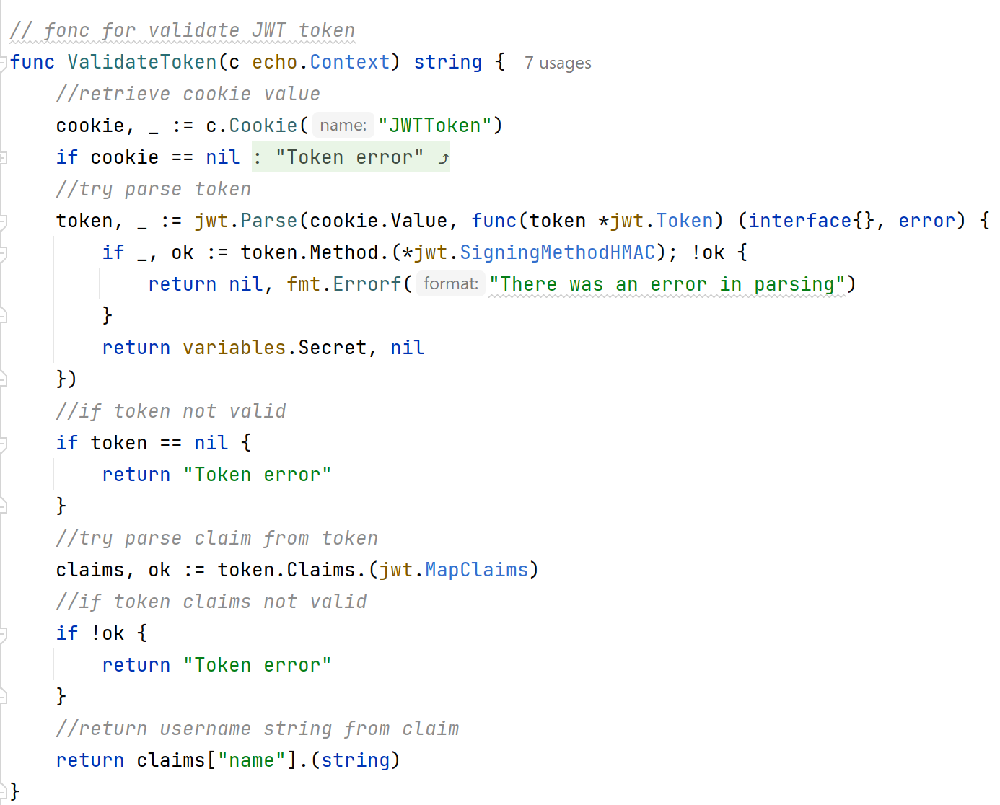 // fonc for validate JWT token
func ValidateToken(c echo.Context) string {  7 usages
    //retrieve cookie value
    cookie, _ := c.Cookie( name: "JWTToken")
    if cookie == nil : "Token error" ⤴
    //try parse token
    token, _ := jwt.Parse(cookie.Value, func(token *jwt.Token) (interface{}, error) {
        if _, ok := token.Method.(*jwt.SigningMethodHMAC); !ok {
            return nil, fmt.Errorf( format: "There was an error in parsing")
        }
        return variables.Secret, nil
    })
    //if token not valid
    if token == nil {
        return "Token error"
    }
    //try parse claim from token
    claims, ok := token.Claims.(jwt.MapClaims)
    //if token claims not valid
    if !ok {
        return "Token error"
    }
    //return username string from claim
    return claims["name"].(string)
}